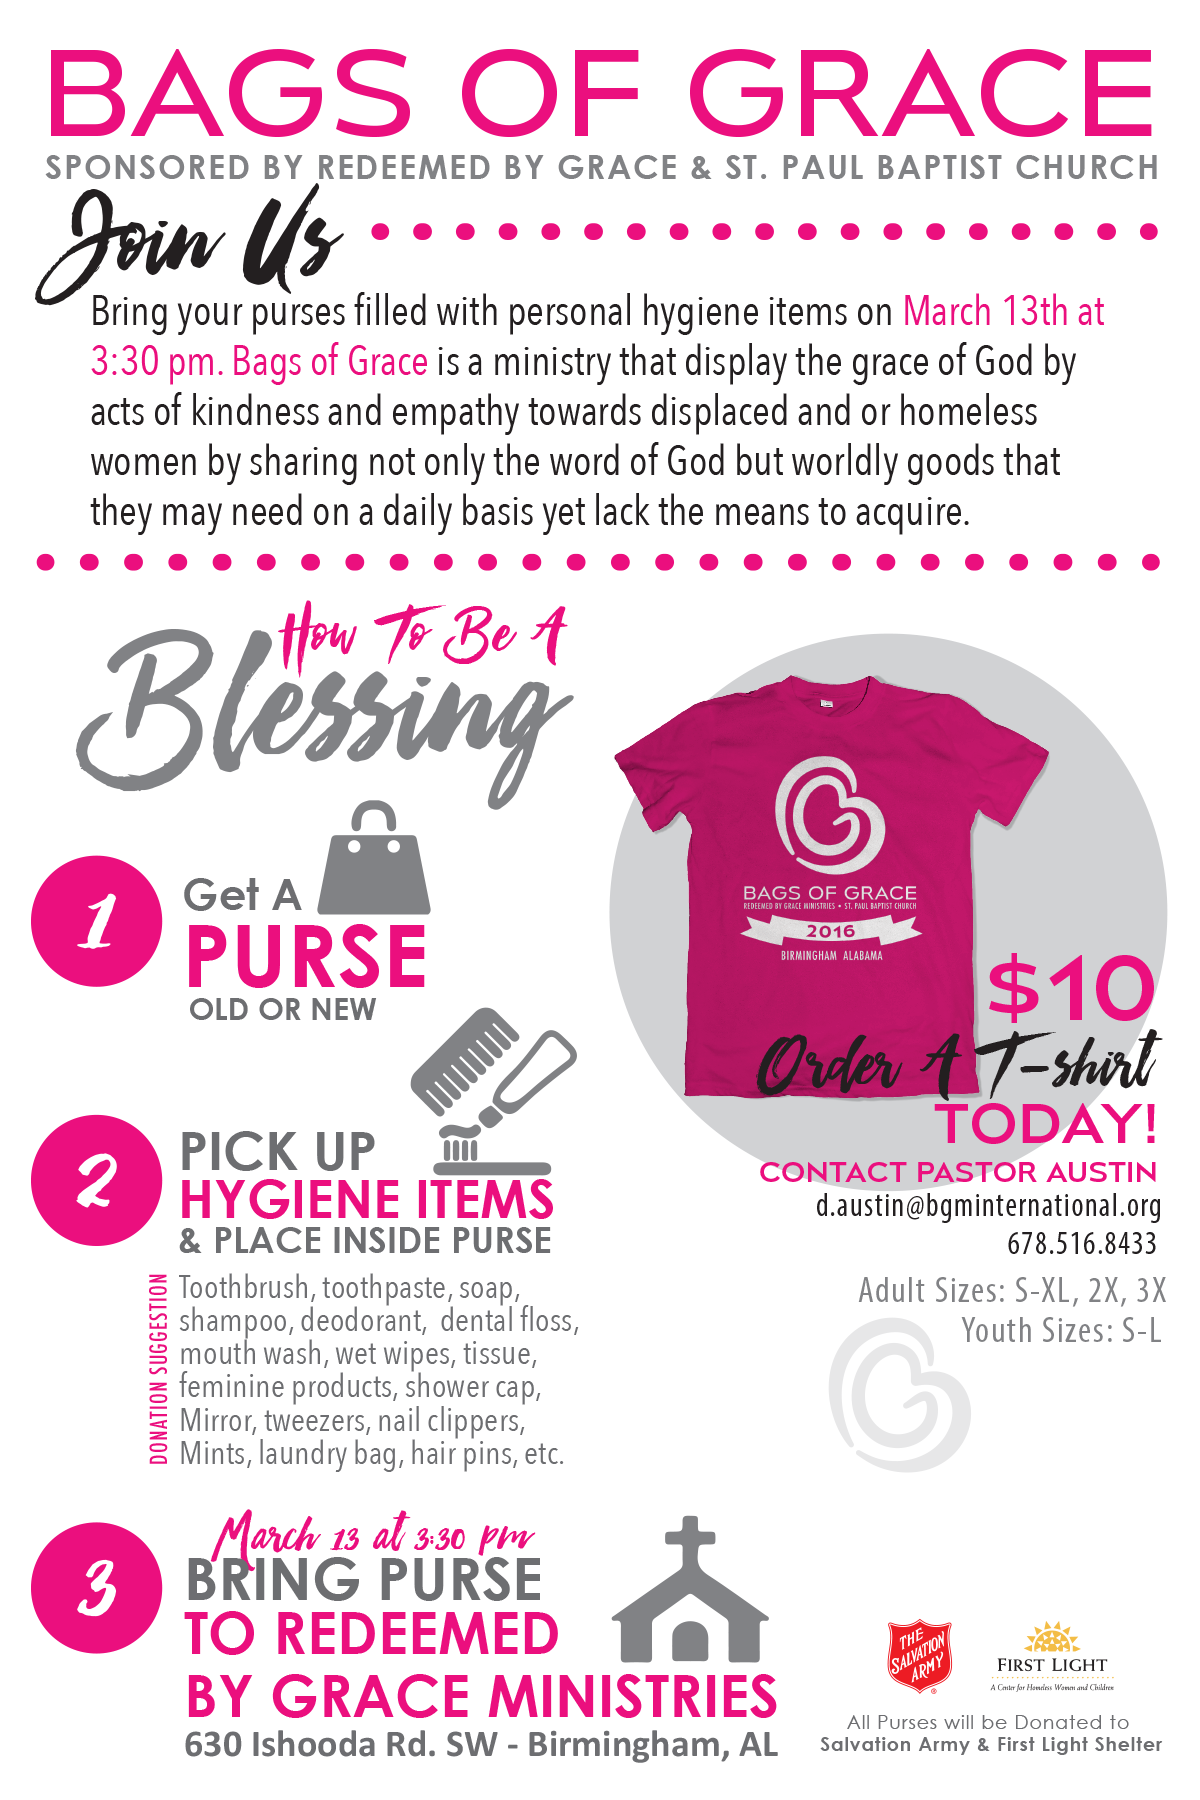 BAGS OF GRACE
SPONSORED BY REDEEMED BY GRACE & ST. PAUL BAPTIST CHURCH
Join Us
Bring your purses filled with personal hygiene items on March 13th at
3:30 pm. Bags of Grace is a ministry that display the grace of God by
acts of kindness and empathy towards displaced and or homeless
women by sharing not only the word of God but worldly goods that
they may need on a daily basis yet lack the means to acquire.
How To Be A
Blessing
1
Get A
PURSE
OLD OR NEW
2
PICK UP
HYGIENE ITEMS
& PLACE INSIDE PURSE
DONATION SUGGESTION
Toothbrush, toothpaste, soap,
shampoo, deodorant, dental floss,
mouth wash, wet wipes, tissue,
feminine products, shower cap,
Mirror, tweezers, nail clippers,
Mints, laundry bag, hair pins, etc.
BAGS OF GRACE
REDEEMED BY GRACE MINISTRIES • ST. PAUL BAPTIST CHURCH
2016
BIRMINGHAM ALABAMA
$10
Order A T-shirt
TODAY!
CONTACT PASTOR AUSTIN
d.austin@bgminternational.org
678.516.8433
Adult Sizes: S-XL, 2X, 3X
Youth Sizes: S-L
3
March 13 at 3:30 pm
BRING PURSE
TO REDEEMED
BY GRACE MINISTRIES
630 Ishooda Rd. SW - Birmingham, AL
THE
SALVATION
ARMY
®
FIRST LIGHT
A Center for Homeless Women and Children
All Purses will be Donated to
Salvation Army & First Light Shelter